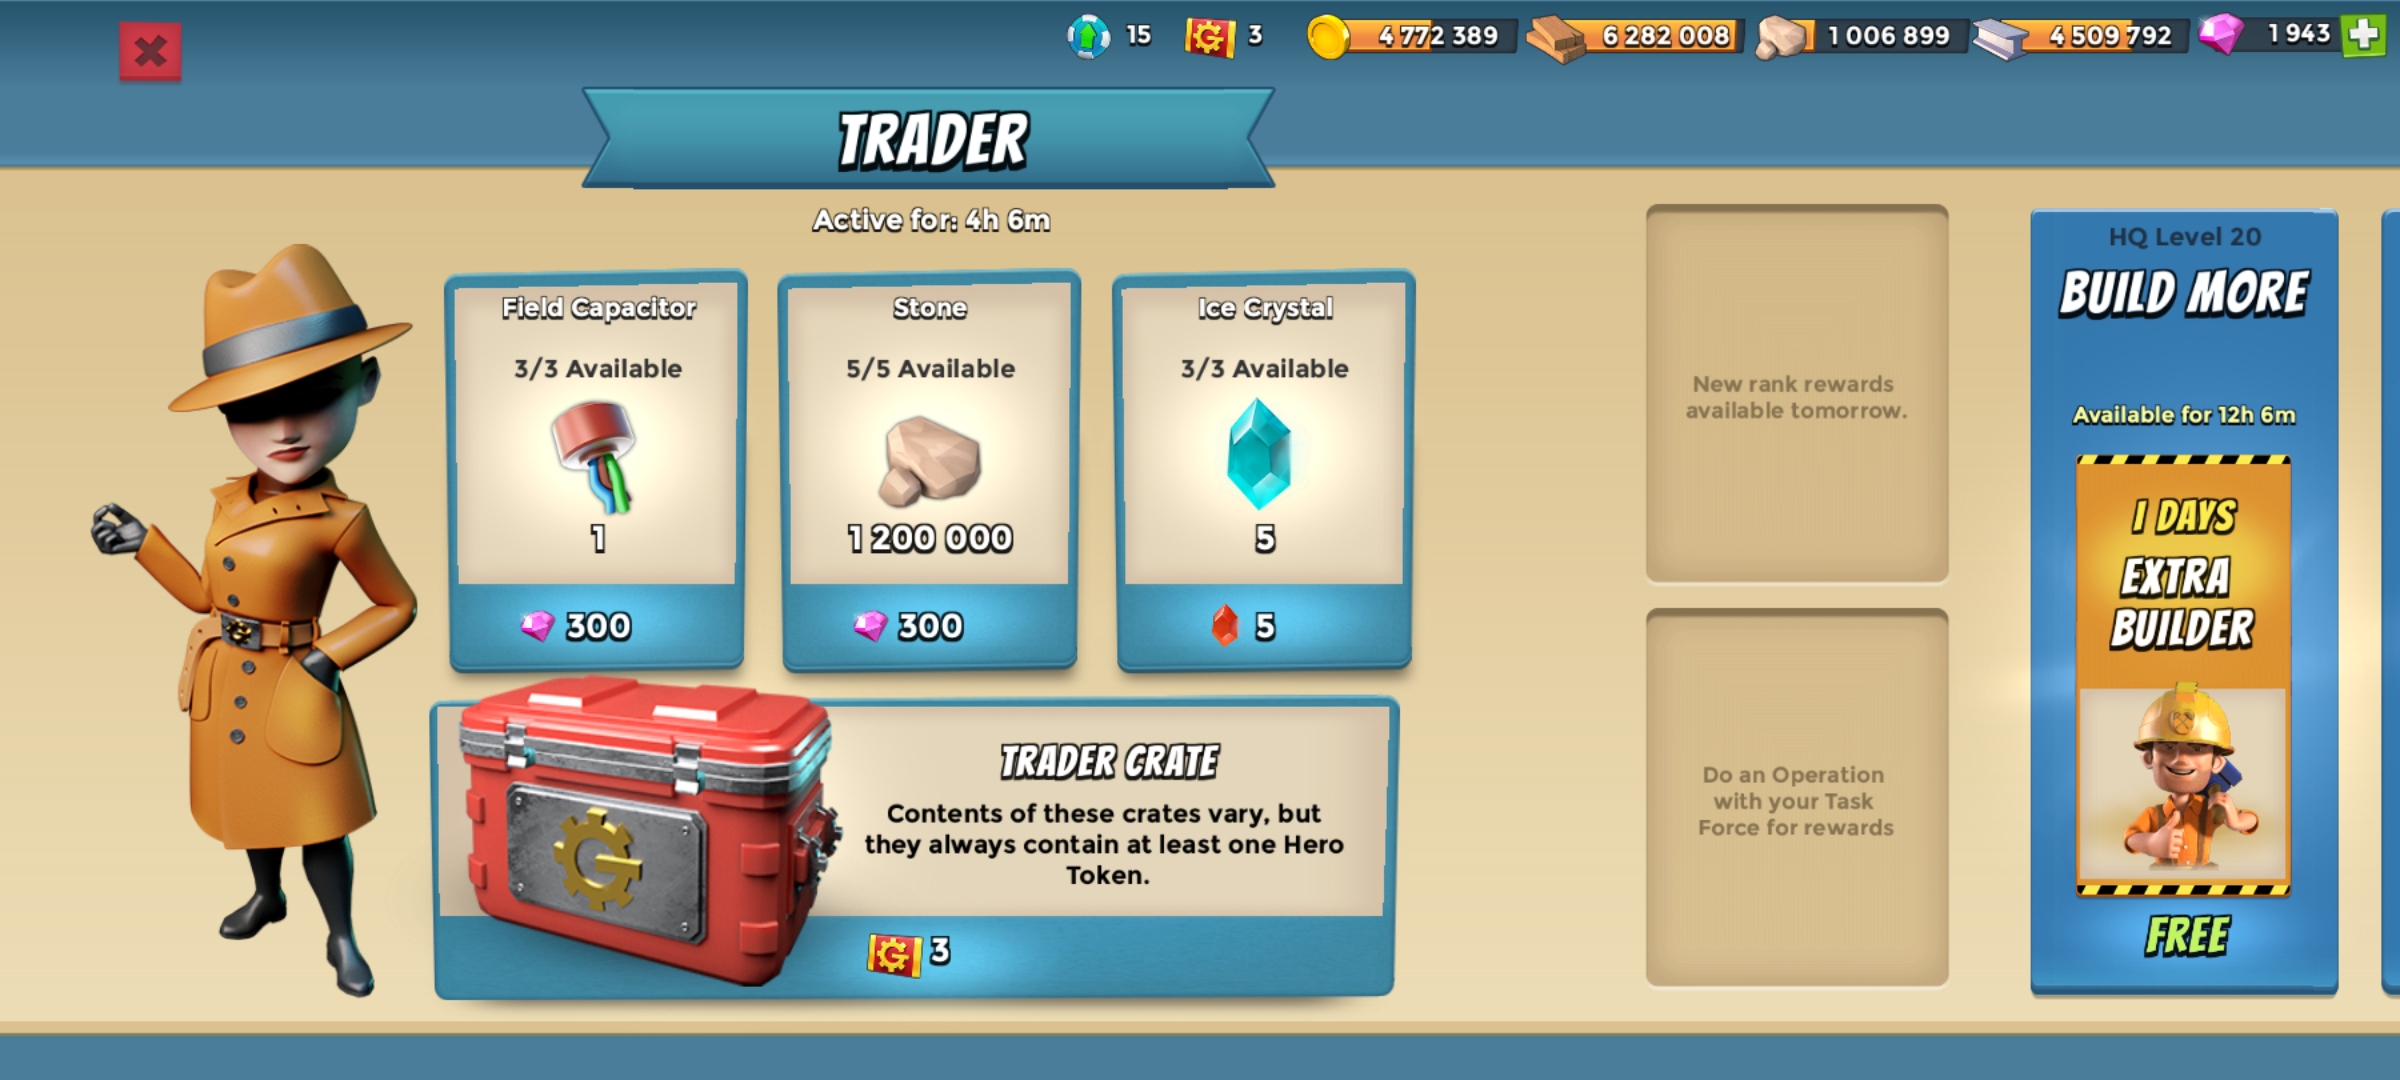 15 3 4 772 389 6 282 008 1 006 899 4 509 792 1 943
TRADER
Active for: 4h 6m
Field Capacitor
3/3 Available
1
300
Stone
5/5 Available
1 200 000
300
Ice Crystal
3/3 Available
5
5
TRADER CRATE
Contents of these crates vary, but
they always contain at least one Hero
Token.
3
New rank rewards
available tomorrow.
Do an Operation
with your Task
Force for rewards
HQ Level 20
BUILD MORE
Available for 12h 6m
1 DAYS
EXTRA
BUILDER
FREE